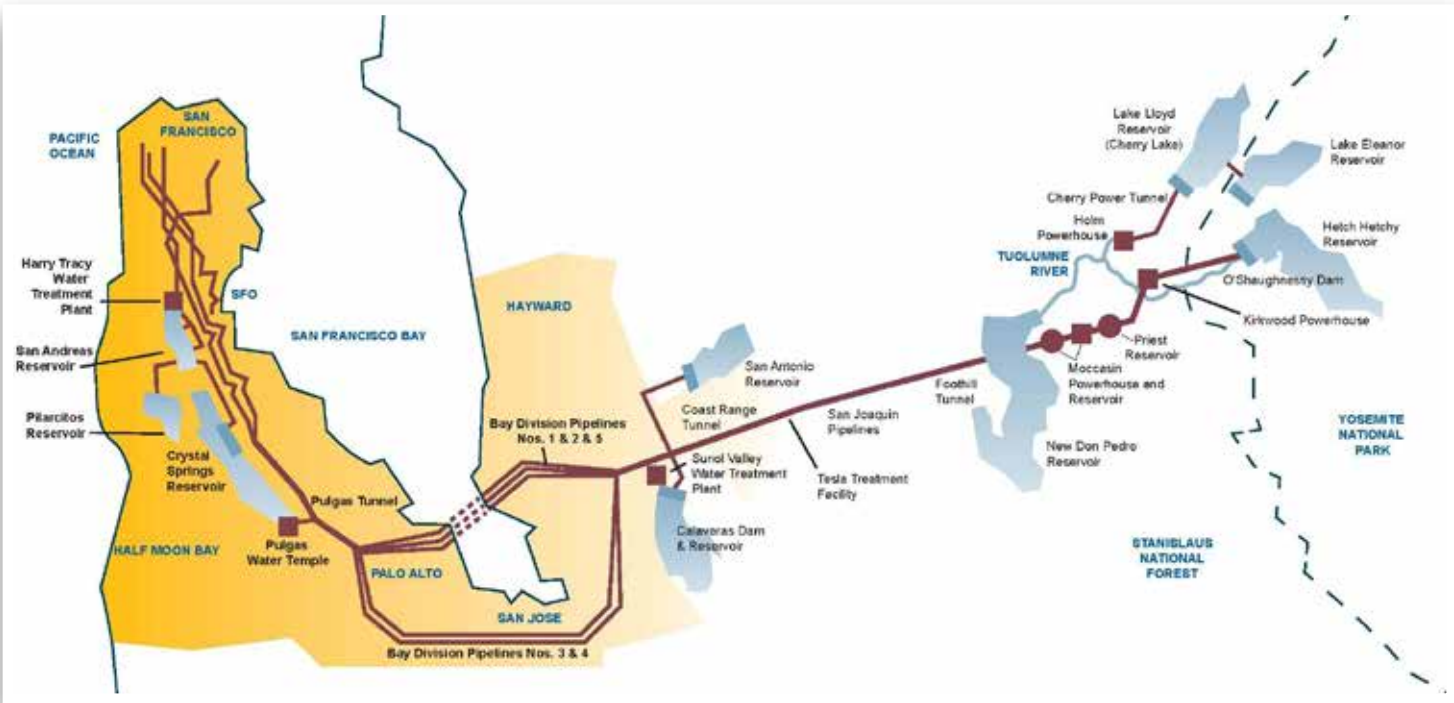 PACIFIC
OCEAN
SAN
FRANCISCO
Harry Tracy
Water
Treatment
Plant
San Andreas
Reservoir
Pilarcitos
Reservoir
Crystal
Springs
Reservoir
SFO
SAN FRANCISCO BAY
HALF MOON BAY
Pulgas Tunnel
Pulgas
Water Temple
PALO ALTO
SAN JOSE
Bay Division Pipelines Nos. 3 & 4
Bay Division Pipelines
Nos. 1 & 2 & 5
HAYWARD
San Antonio
Reservoir
Coast Range
Tunnel
Sunol Valley
Water Treatment
Plant
Calaveras Dam
& Reservoir
San Joaquin
Pipelines
Tesla Treatment
Facility
Foothill
Tunnel
New Don Pedro
Reservoir
Moccasin
Powerhouse and
Reservoir
Priest
Reservoir
Kirkwood Powerhouse
TUOLUMNE
RIVER
Holm
Powerhouse
Cherry Power Tunnel
Lake Lloyd
Reservoir
(Cherry Lake)
Lake Eleanor
Reservoir
Hetch Hetchy
Reservoir
O'Shaughnessy Dam
YOSEMITE
NATIONAL
PARK
STANISLAUS
NATIONAL
FOREST